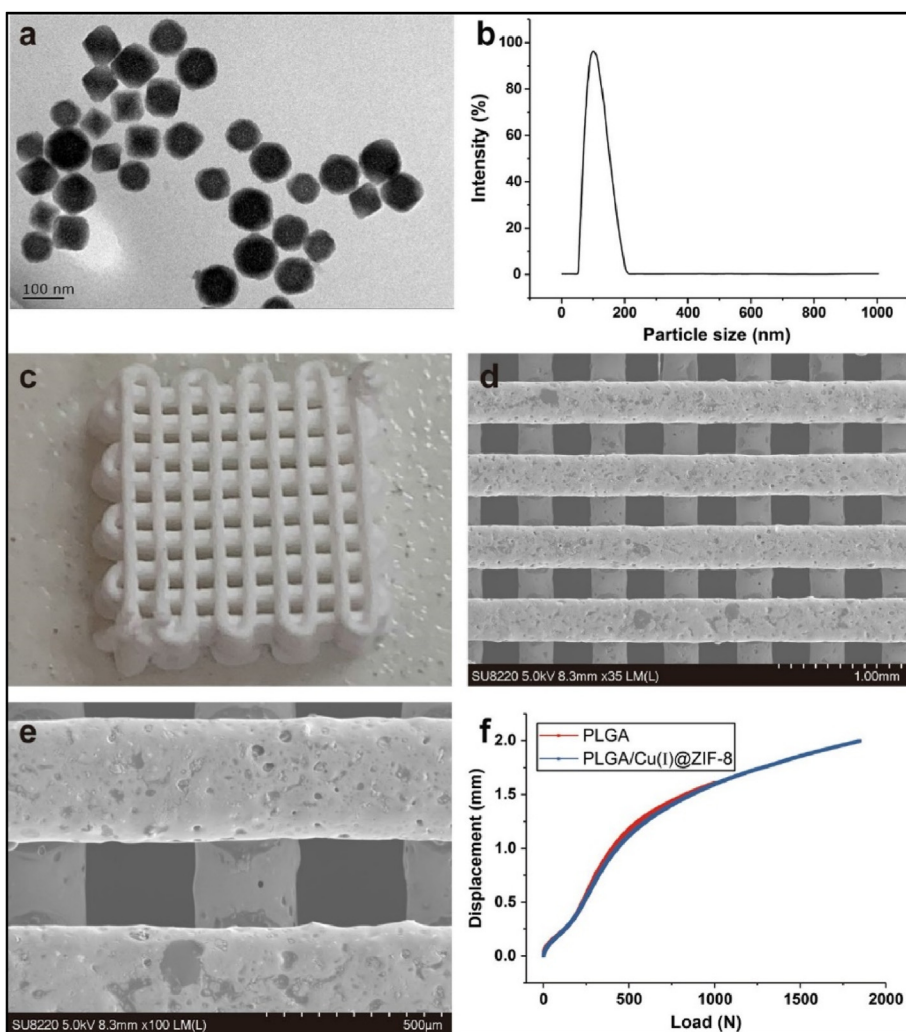 a
100 nm
b
Intensity (%)
100
80
60
40
20
0
0 200 400 600 800 1000
Particle size (nm)
c
d
SU8220 5.0kV 8.3mm x35 LM(L) 1.00mm
e
SU8220 5.0kV 8.3mm x100 LM(L) 500µm
f
PLGA
PLGA/Cu(I)@ZIF-8
Displacement (mm)
2.0
1.5
1.0
0.5
0.0
0 500 1000 1500 2000
Load (N)